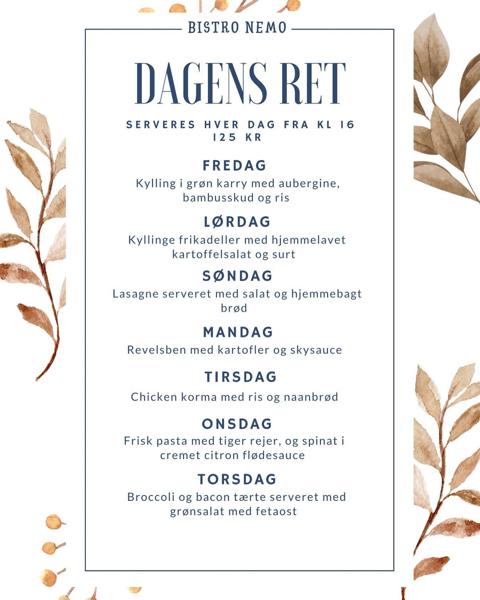 BISTRO NEMO
DAGENS RET
SERVERES HVER DAG FRA KL 16
125 KR
FREDAG
Kylling i grøn karry med aubergine,
bambusskud og ris
LØRDAG
Kyllinge frikadeller med hjemmelavet
kartoffelsalat og surt
SØNDAG
Lasagne serveret med salat og hjemmebagt
brød
MANDAG
Revelsben med kartofler og skysauce
TIRSDAG
Chicken korma med ris og naanbrød
ONSDAG
Frisk pasta med tiger rejer, og spinat i
cremet citron flødesauce
TORSDAG
Broccoli og bacon tærte serveret med
grønsalat med fetaost